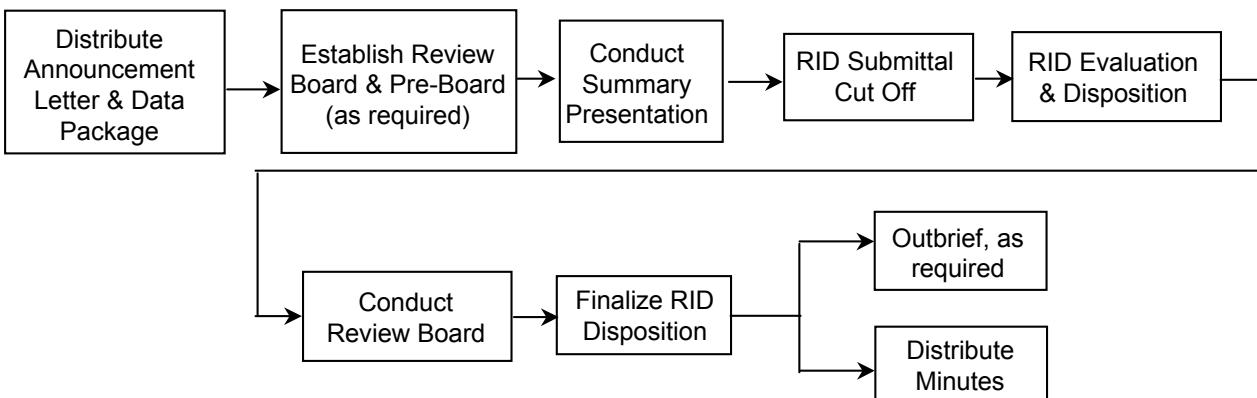 Distribute
Announcement
Letter & Data
Package
Establish Review
Board & Pre-Board
(as required)
Conduct
Summary
Presentation
RID Submittal
Cut Off
RID Evaluation
& Disposition
Conduct
Review Board
Finalize RID
Disposition
Outbrief, as
required
Distribute
Minutes